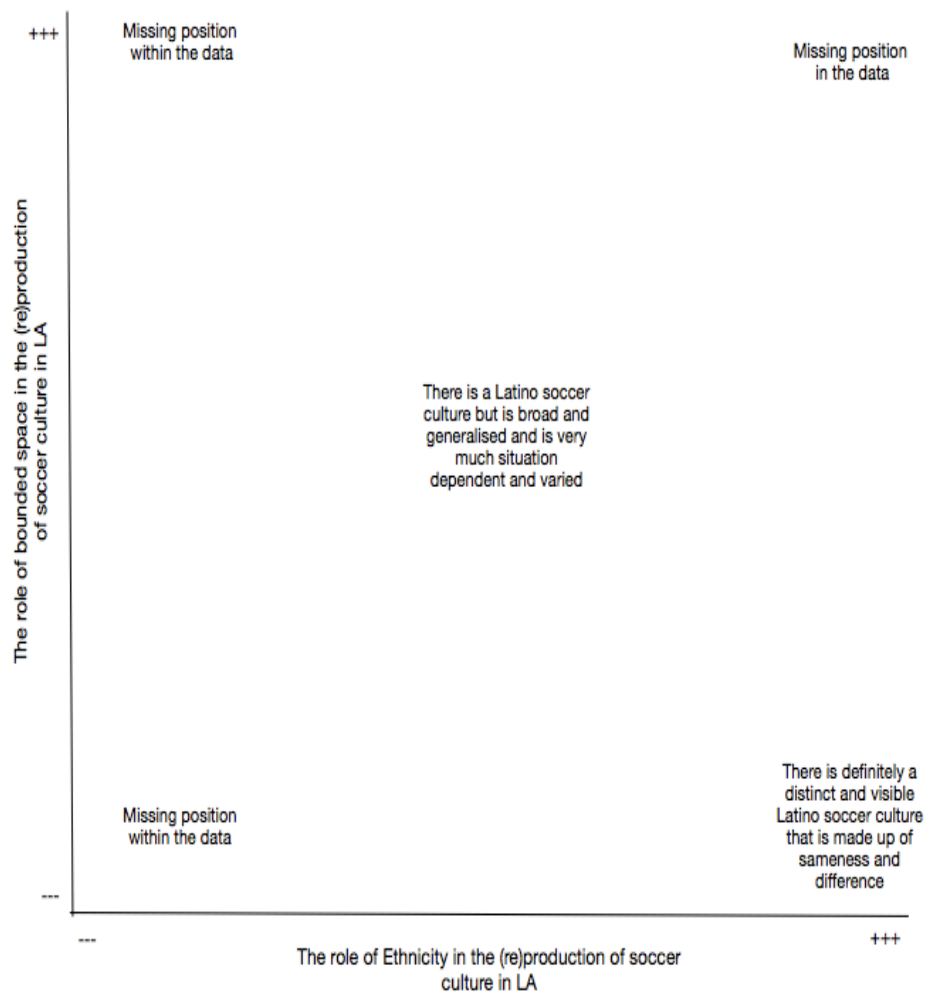 +++
Missing position
within the data
Missing position
in the data
The role of bounded space in the (re)production
of soccer culture in LA
There is a Latino soccer
culture but is broad and
generalised and is very
much situation
dependent and varied
Missing position
within the data
There is definitely a
distinct and visible
Latino soccer culture
that is made up of
sameness and
difference
---
---
+++
The role of Ethnicity in the (re)production of soccer
culture in LA